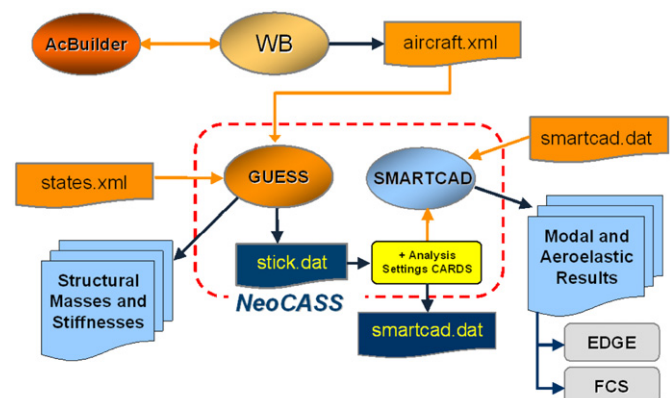 AcBuilder
WB
aircraft.xml
smartcad.dat
states.xml
GUESS
SMARTCAD
stick.dat
+ Analysis
Settings CARDS
Structural
Masses and
Stiffnesses
Modal and
Aeroelastic
Results
NeoCASS
smartcad.dat
EDGE
FCS